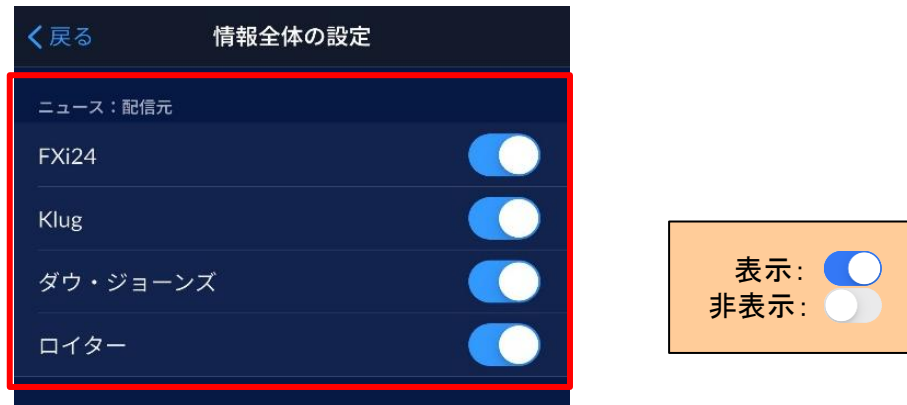 戻る 情報全体の設定
ニュース：配信元
FXi24
Klug
ダウ・ジョーンズ
ロイター
表示：
非表示：